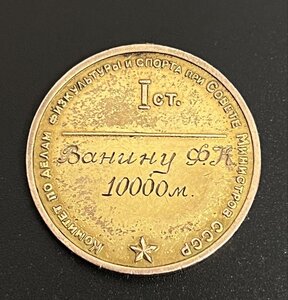 КОМИТЕТ ПО ДЕЛАМ ФИЗКУЛЬТУРЫ И СПОРТА ПРИ СОВЕТЕ МИНИСТРОВ СССР
I СТ.
Ванину Ф.К.
10000м.